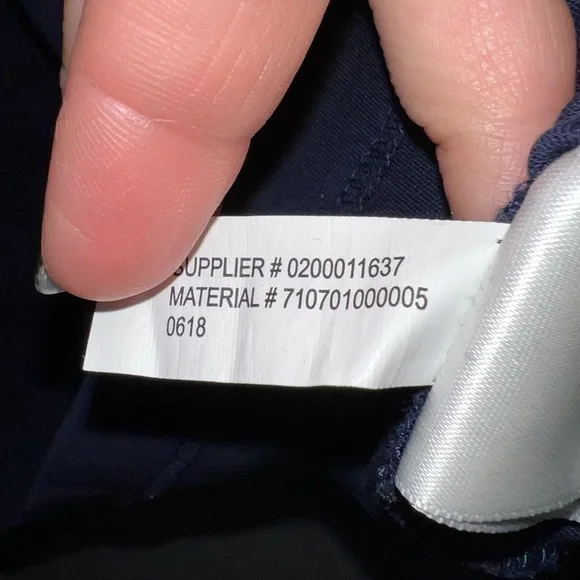 SUPPLIER # 0200011637
MATERIAL # 710701000005
0618